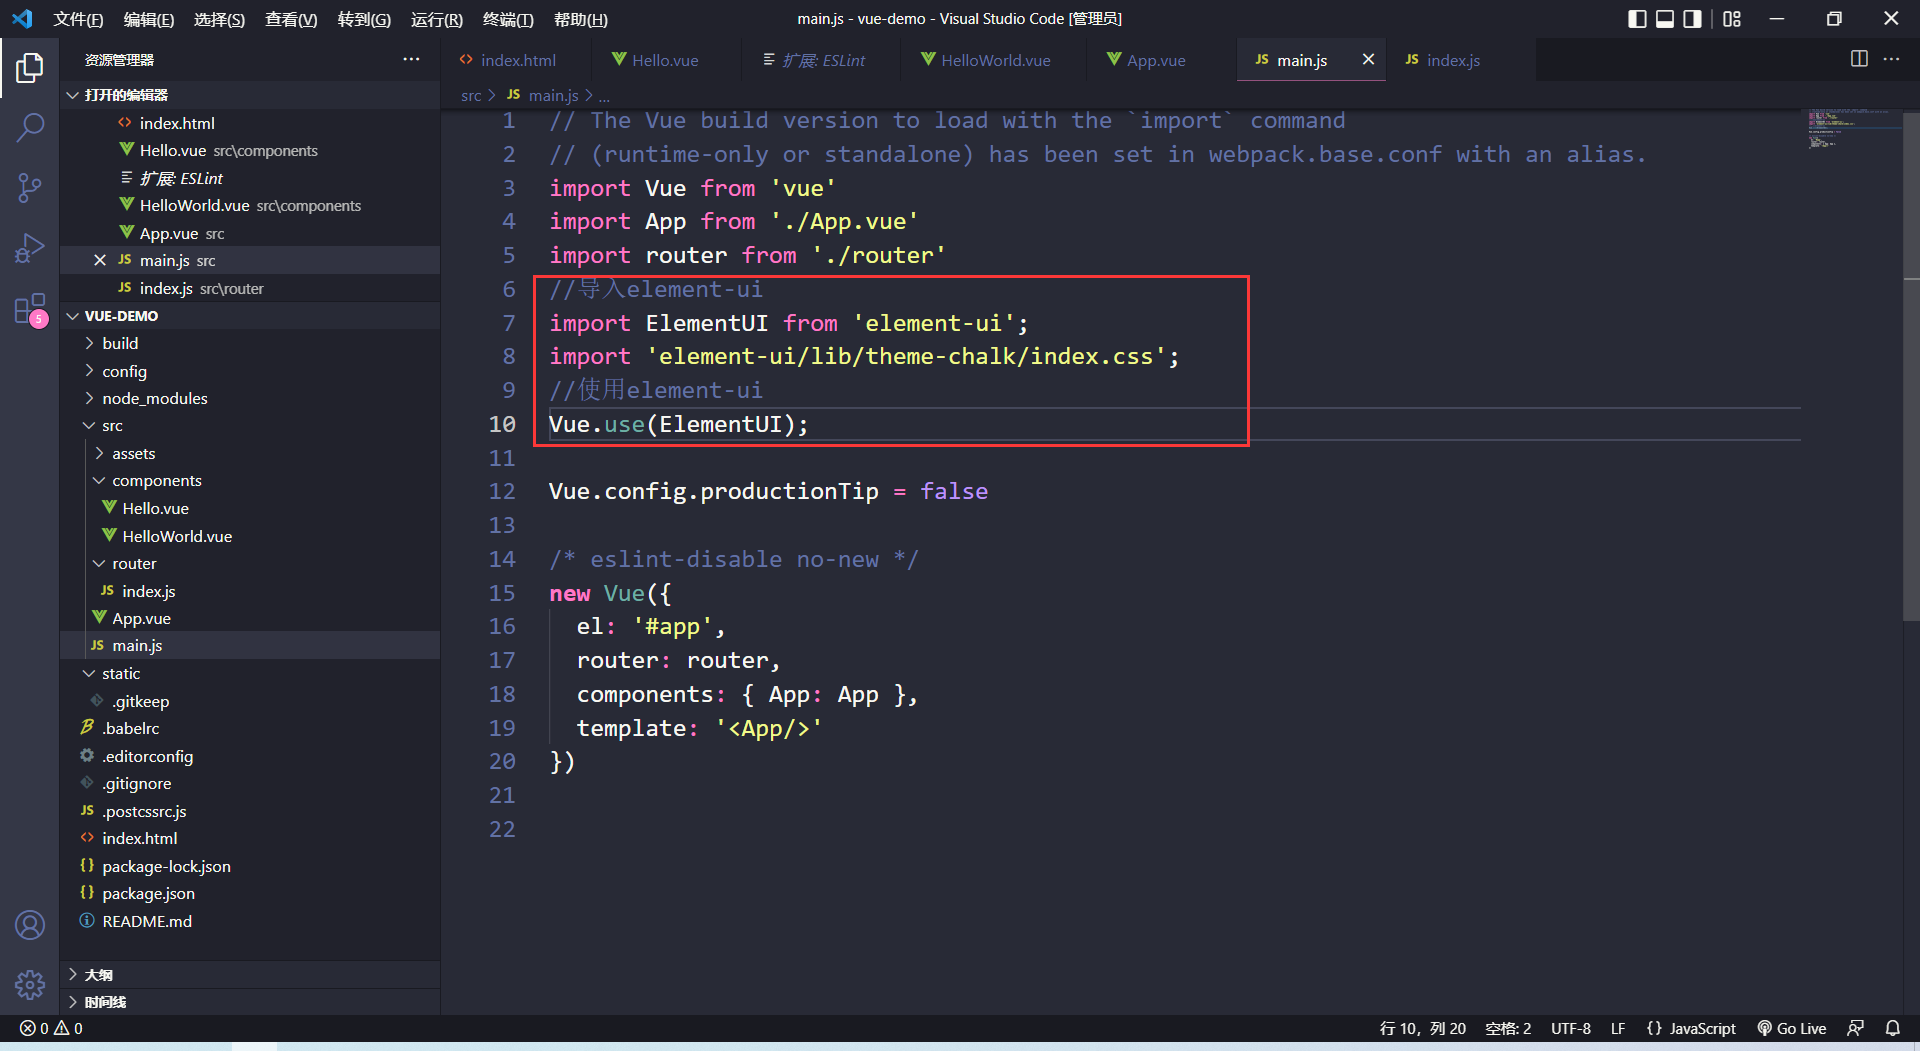 文件(F) 编辑(E) 选择(S) 查看(V) 转到(G) 运行(R) 终端(T) 帮助(H) main.js - vue-demo - Visual Studio Code [管理员]
资源管理器
打开的编辑器
index.html
Hello.vue src\components
扩展: ESLint
HelloWorld.vue src\components
App.vue src
JS main.js src
JS index.js src\router
5
VUE-DEMO
build
config
node_modules
src
assets
components
Hello.vue
HelloWorld.vue
router
JS index.js
App.vue
JS main.js
static
.gitkeep
.babelrc
.editorconfig
.gitignore
JS .postcssrc.js
index.html
{} package-lock.json
{} package.json
README.md
大纲
时间线
index.html Hello.vue 扩展: ESLint HelloWorld.vue App.vue JS main.js JS index.js
src > JS main.js > ...
1 // The Vue build version to load with the `import` command
2 // (runtime-only or standalone) has been set in webpack.base.conf with an alias.
3 import Vue from 'vue'
4 import App from './App.vue'
5 import router from './router'
6 //导入element-ui
7 import ElementUI from 'element-ui';
8 import 'element-ui/lib/theme-chalk/index.css';
9 //使用element-ui
10 Vue.use(ElementUI);
11
12 Vue.config.productionTip = false
13
14 /* eslint-disable no-new */
15 new Vue({
16 el: '#app',
17 router: router,
18 components: { App: App },
19 template: '<App/>'
20 })
21
22
0 0 行 10，列 20 空格: 2 UTF-8 LF {} JavaScript Go Live